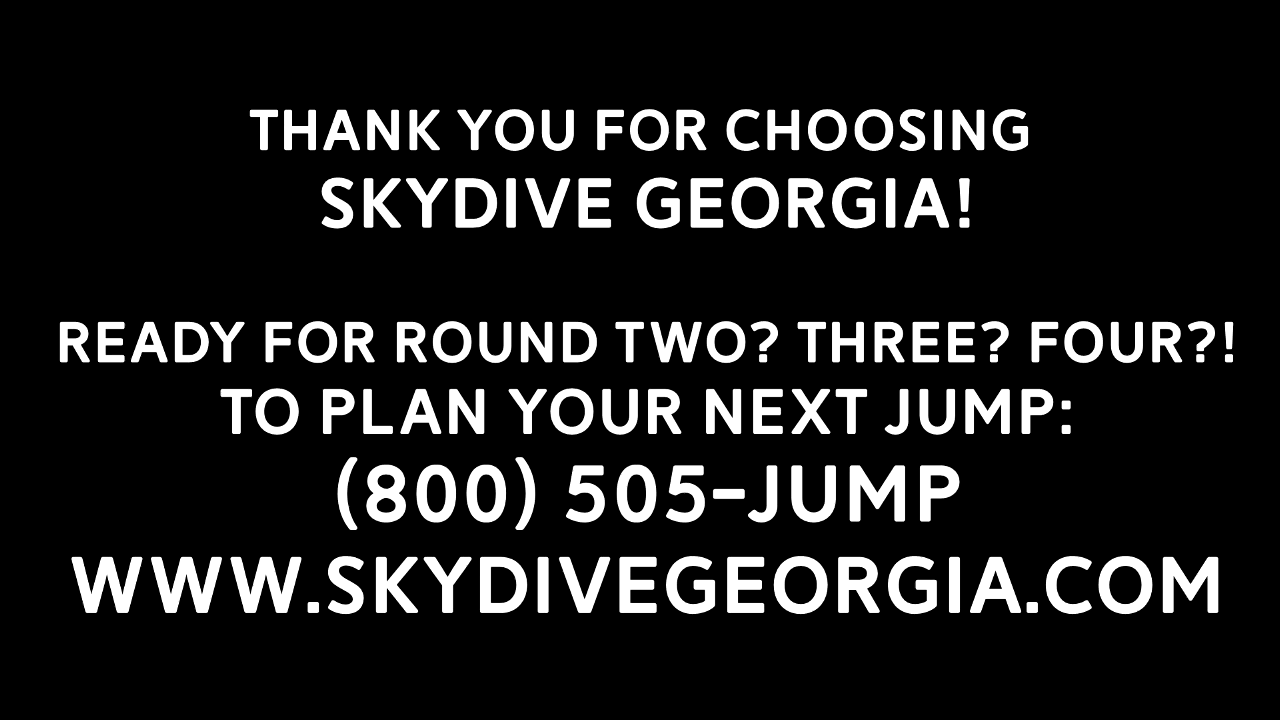 THANK YOU FOR CHOOSING
SKYDIVE GEORGIA!
READY FOR ROUND TWO? THREE? FOUR?!
TO PLAN YOUR NEXT JUMP:
(800) 505-JUMP
WWW.SKYDIVEGEORGIA.COM